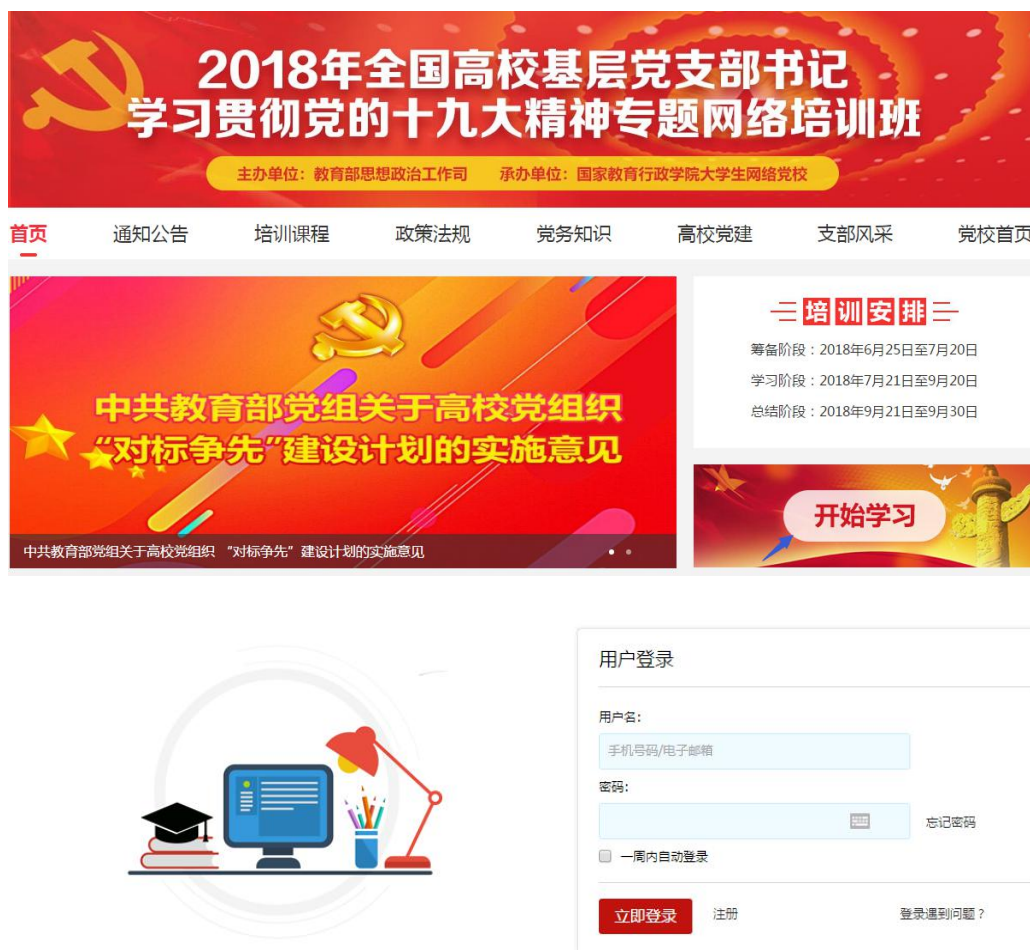 2018年全国高校基层党支部书记
学习贯彻党的十九大精神专题网络培训班
主办单位：教育部思想政治工作司 承办单位：国家教育行政学院大学生网络党校
首页 通知公告 培训课程 政策法规 党务知识 高校党建 支部风采 党校首页
中共教育部党组关于高校党组织
“对标争先”建设计划的实施意见
中共教育部党组关于高校党组织 “对标争先”建设计划的实施意见
培训安排
筹备阶段：2018年6月25日至7月20日
学习阶段：2018年7月21日至9月20日
总结阶段：2018年9月21日至9月30日
开始学习
用户登录
用户名：
手机号码/电子邮箱
密码：
忘记密码
一周内自动登录
立即登录 注册 登录遇到问题？